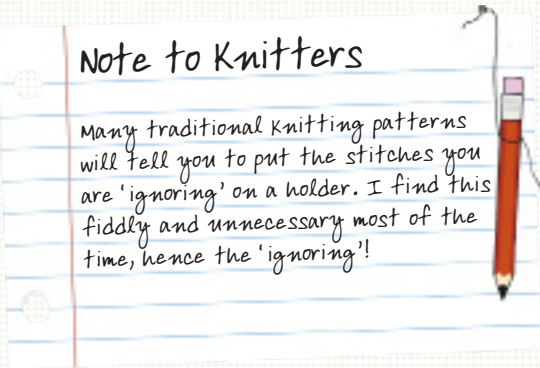 Note to Knitters
Many traditional knitting patterns
will tell you to put the stitches you
are 'ignoring' on a holder. I find this
fiddly and unnecessary most of the
time, hence the 'ignoring'!